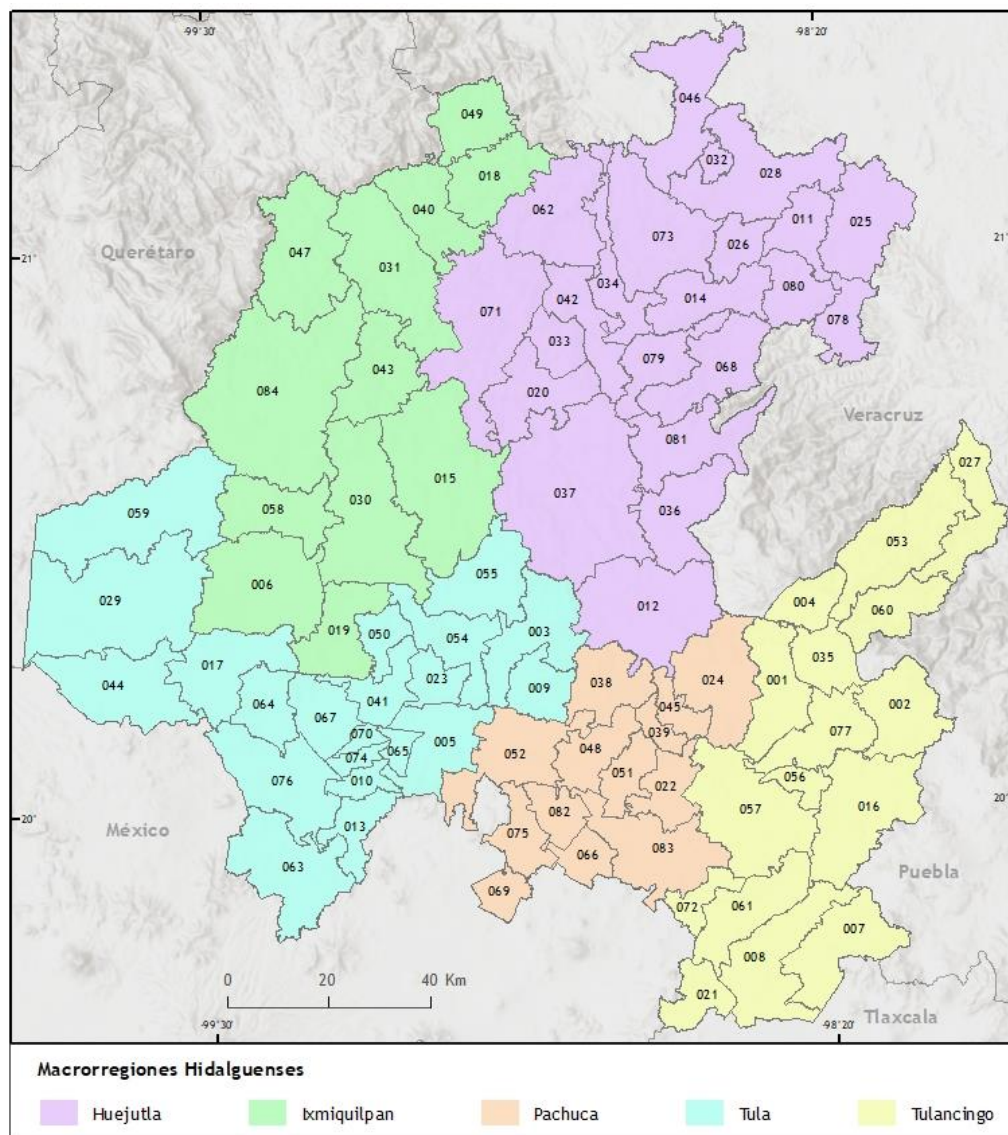 -99°30' -98°20'
046
049
032
018 028
040 062 011 025
073 026
Querétaro 047 21°
21° 031 034
042 014 080
071 078
033
043 079 068
020
084 Veracruz
081
027
015
037
030
058 036
059 053
055
006 004
029 012 060
019 050 003
054 035
017 024 001
023 009 038 002
044 064 041 045
067
070 005 039 077
065 052 048
074
076 010 051 056 20°
022 057 016
20° 013 082
México 075
066 083
063 Puebla
069
072 061
007
008
0 20 40 Km
021
Tlaxcala
-99°30' -98°20'
Macrorregiones Hidalguenses
Huejutla Ixmiquilpan Pachuca Tula Tulancingo